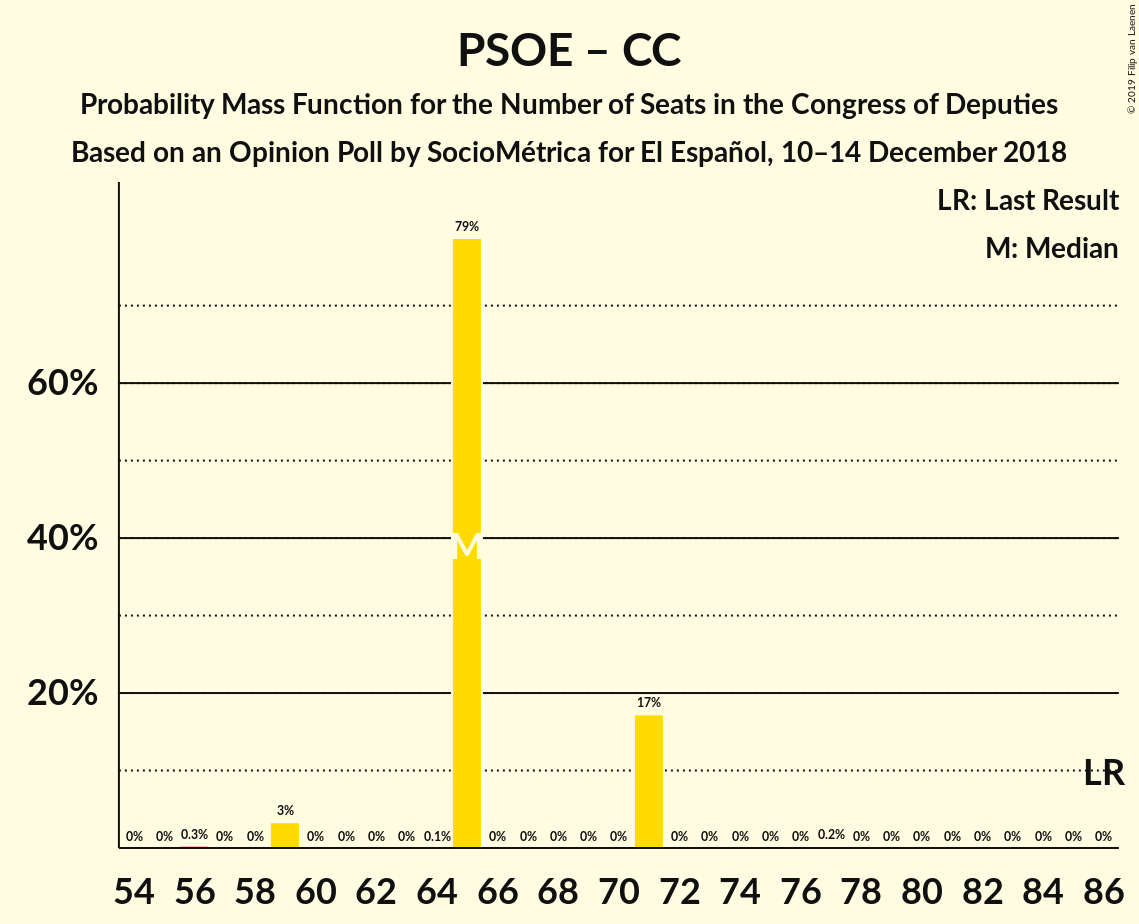 © 2019 Filip van Laenen
PSOE – CC
Probability Mass Function for the Number of Seats in the Congress of Deputies
Based on an Opinion Poll by SocioMétrica for El Español, 10–14 December 2018
LR: Last Result
M: Median
79%
60%
40%
M
20%
17%
LR
3%
0% 0% 0.3% 0% 0% 0% 0% 0% 0% 0.1% 0% 0% 0% 0% 0% 0% 0% 0% 0% 0% 0.2% 0% 0% 0% 0% 0% 0% 0% 0% 0%
54 56 58 60 62 64 66 68 70 72 74 76 78 80 82 84 86